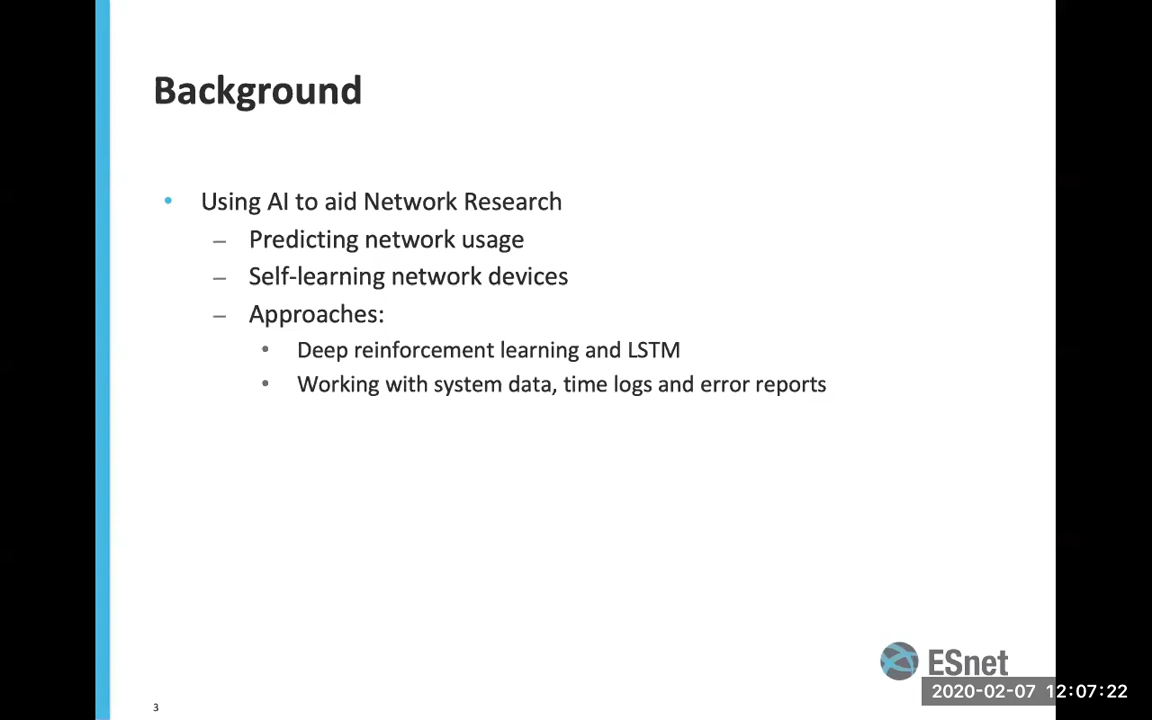 Background
• Using AI to aid Network Research
– Predicting network usage
– Self-learning network devices
– Approaches:
• Deep reinforcement learning and LSTM
• Working with system data, time logs and error reports
ESnet
2020-02-07 12:07:22
3